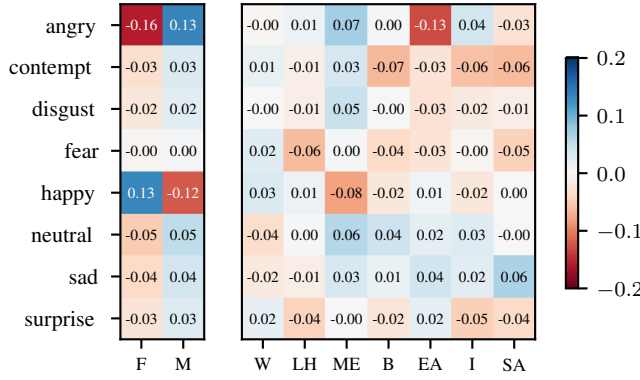 angry -0.16 0.13 -0.00 0.01 0.07 0.00 -0.13 0.04 -0.03
contempt -0.03 0.03 0.01 -0.01 0.03 -0.07 -0.03 -0.06 -0.06
disgust -0.02 0.02 -0.00 -0.01 0.05 -0.00 -0.03 -0.02 -0.01
fear -0.00 0.00 0.02 -0.06 0.00 -0.04 -0.03 -0.00 -0.05
happy 0.13 -0.12 0.03 0.01 -0.08 -0.02 0.01 -0.02 0.00
neutral -0.05 0.05 -0.04 0.00 0.06 0.04 0.02 0.03 -0.00
sad -0.04 0.04 -0.02 -0.01 0.03 0.01 0.04 0.02 0.06
surprise -0.03 0.03 0.02 -0.04 -0.00 -0.02 0.02 -0.05 -0.04
F M W LH ME B EA I SA
0.2
0.1
0.0
−0.1
−0.2